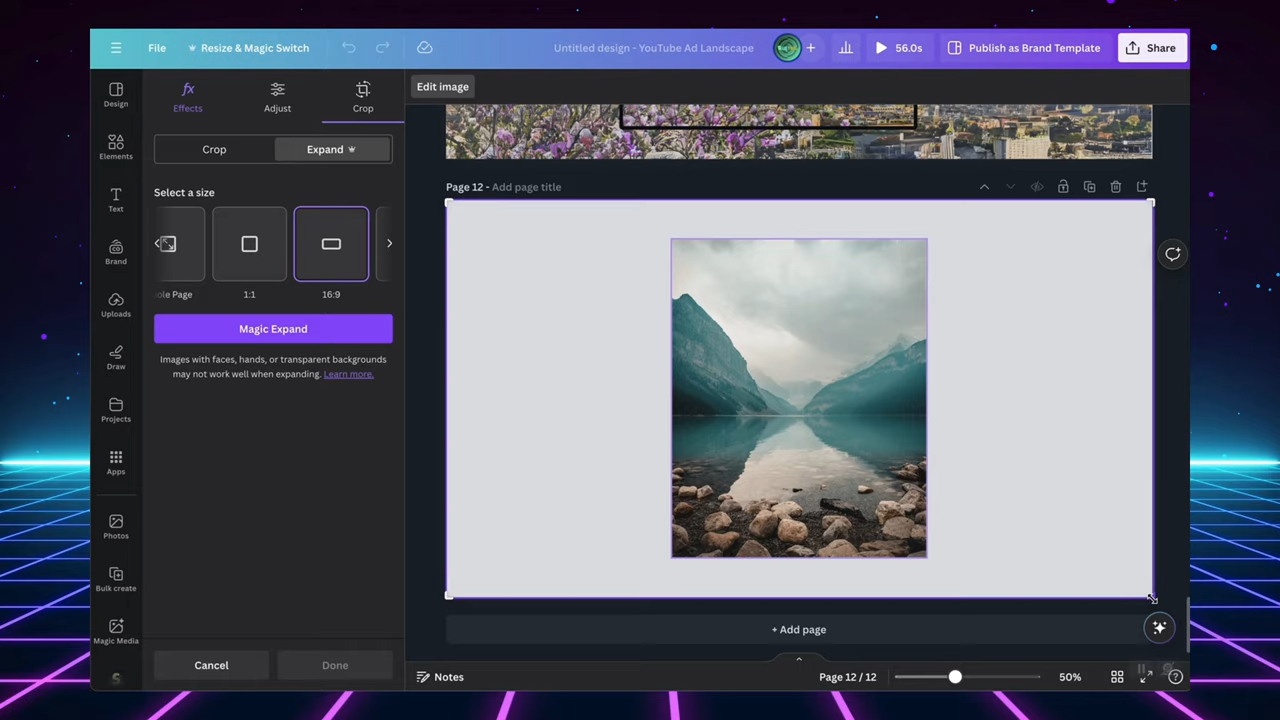 File
Resize & Magic Switch
Untitled design - YouTube Ad Landscape
56.0s
Publish as Brand Template
Share
Design
Elements
Text
Brand
Uploads
Draw
Projects
Apps
Photos
Bulk create
Magic Media
Effects
Adjust
Crop
Crop
Expand
Select a size
ole Page
1:1
16:9
Magic Expand
Images with faces, hands, or transparent backgrounds
may not work well when expanding. Learn more.
Cancel
Done
Edit image
Page 12 - Add page title
+ Add page
Notes
Page 12 / 12
50%